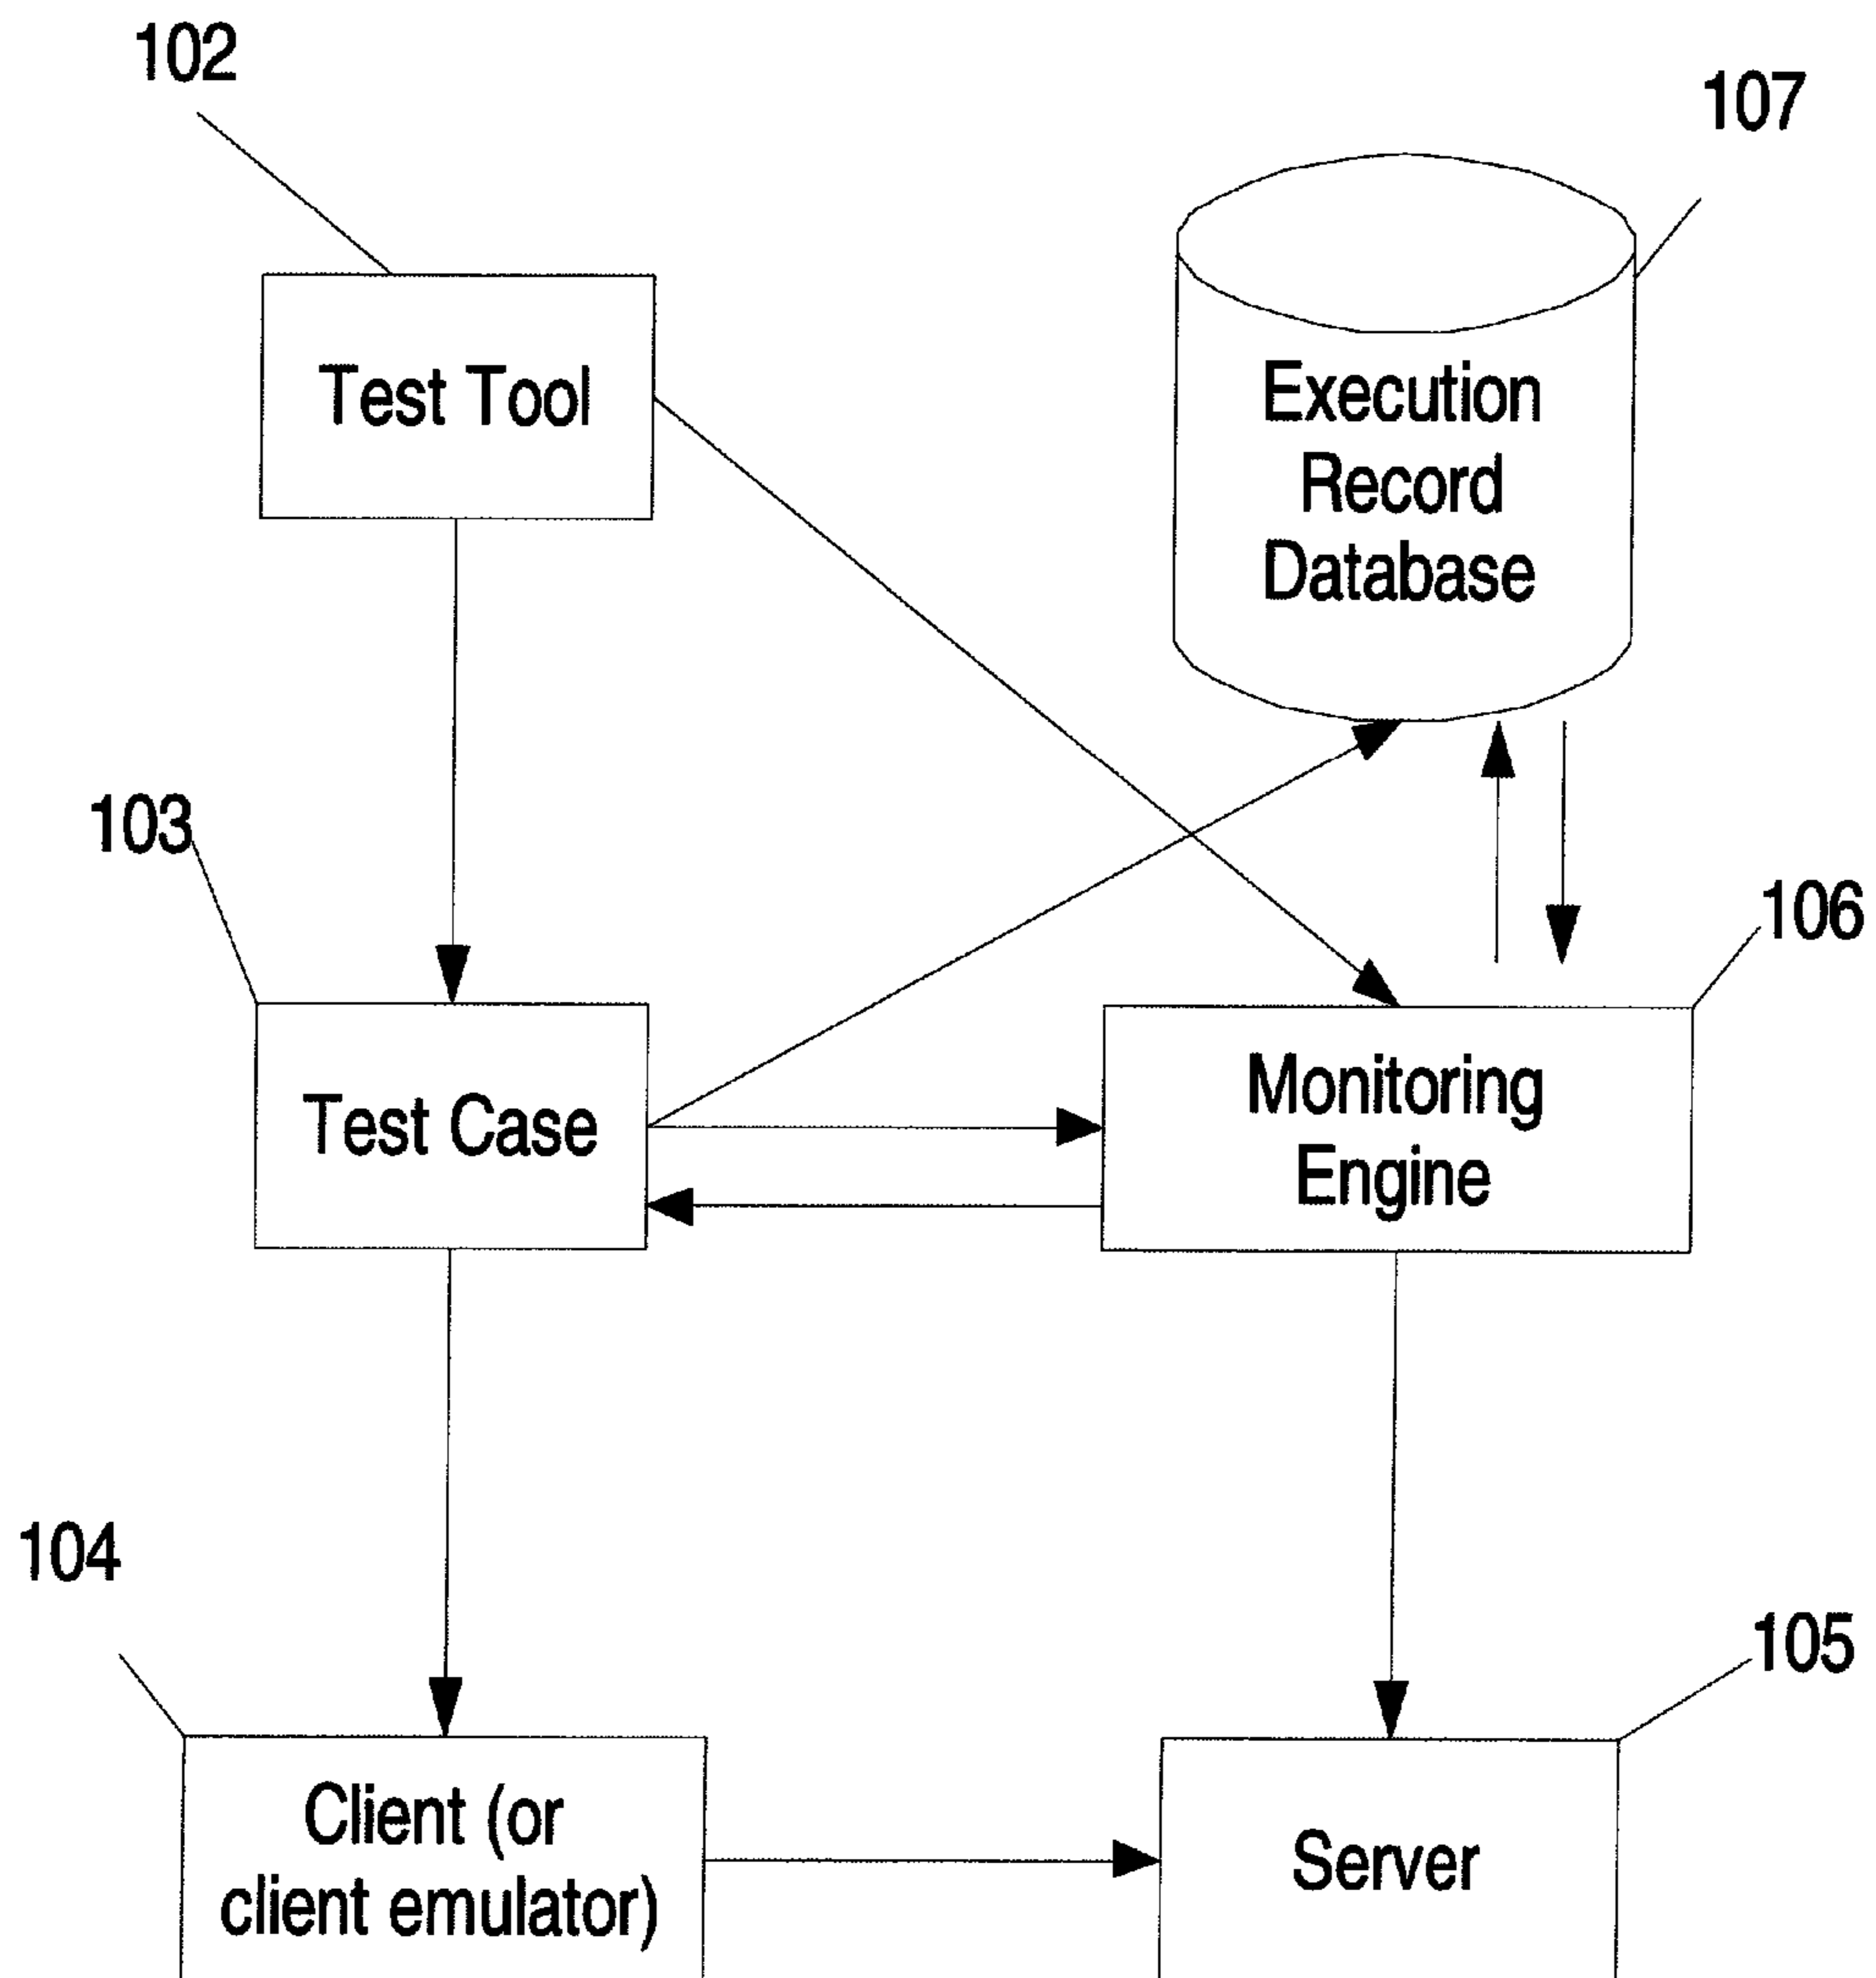 102
107
Test Tool
Execution
Record
Database
103
106
Test Case
Monitoring
Engine
104
105
Client (or
client emulator)
Server